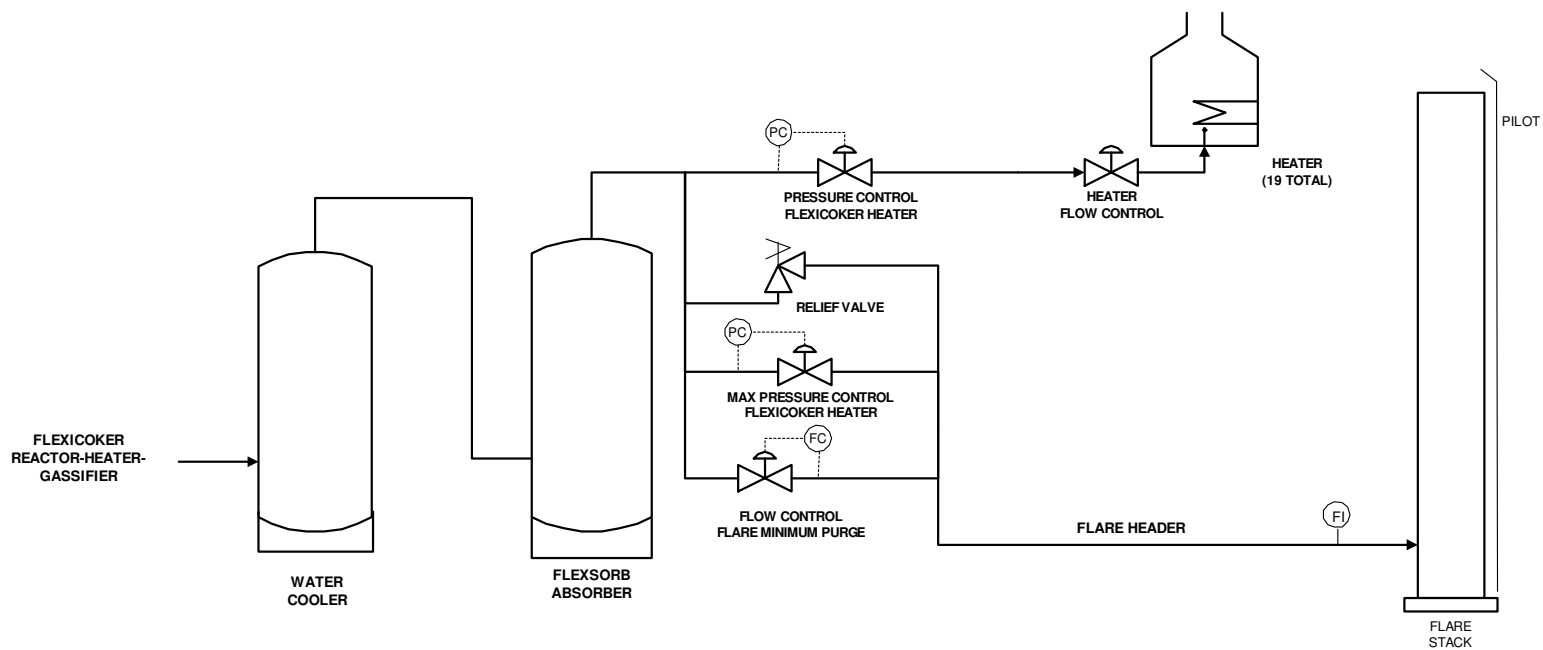 PILOT
PC
HEATER
(19 TOTAL)
PRESSURE CONTROL
FLEXICOKER HEATER
HEATER
FLOW CONTROL
RELIEF VALVE
PC
MAX PRESSURE CONTROL
FLEXICOKER HEATER
FC
FLEXICOKER
REACTOR-HEATER-
GASSIFIER
FLOW CONTROL
FLARE MINIMUM PURGE
FI
FLARE HEADER
WATER
COOLER
FLEXSORB
ABSORBER
FLARE
STACK